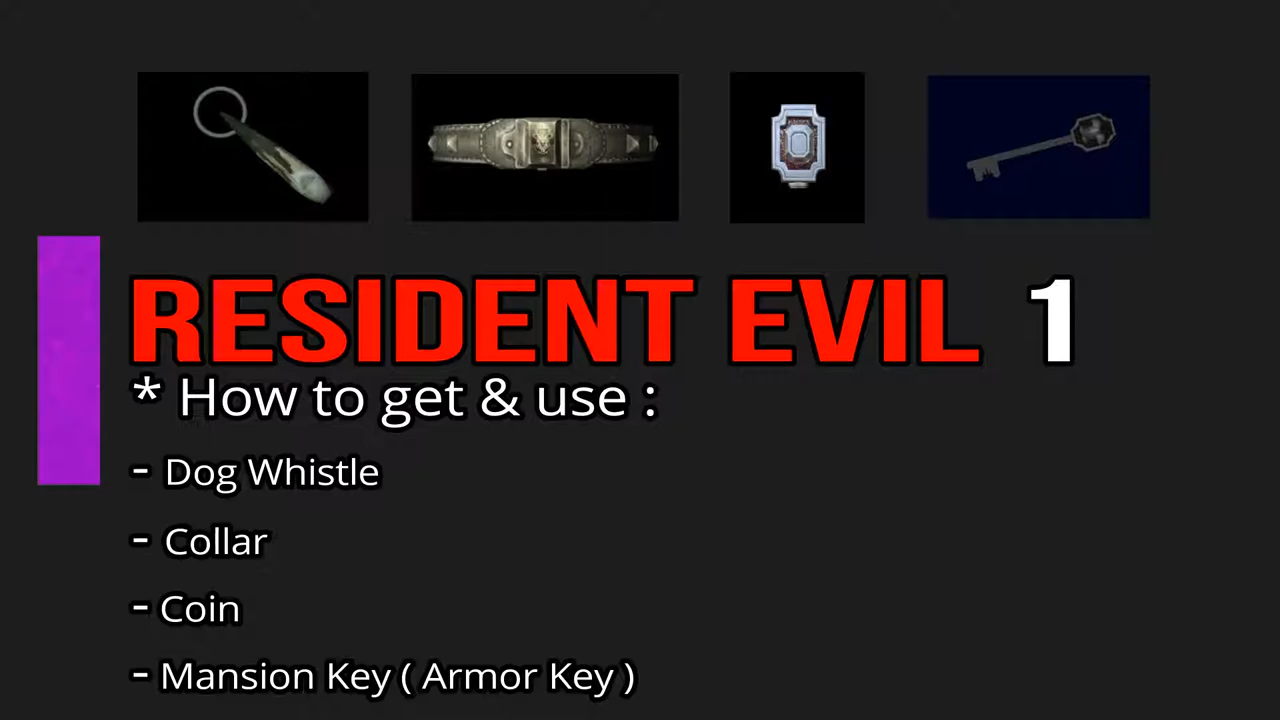 RESIDENT EVIL 1
* How to get & use :
- Dog Whistle
- Collar
- Coin
- Mansion Key ( Armor Key )